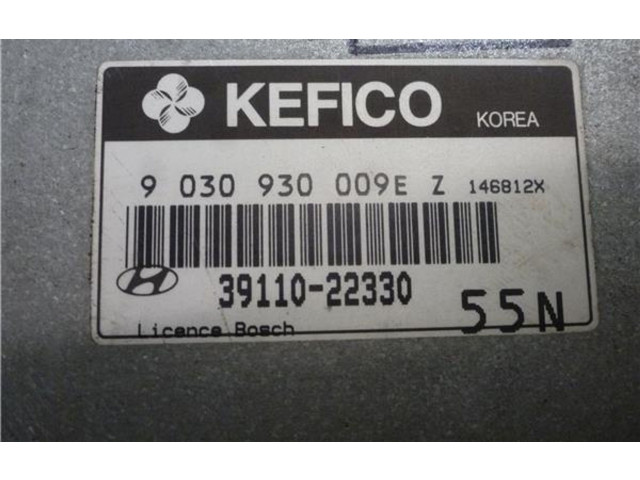 KEFICO KOREA
9 030 930 009E Z 146812X
39110-22330
55N
Licence Bosch